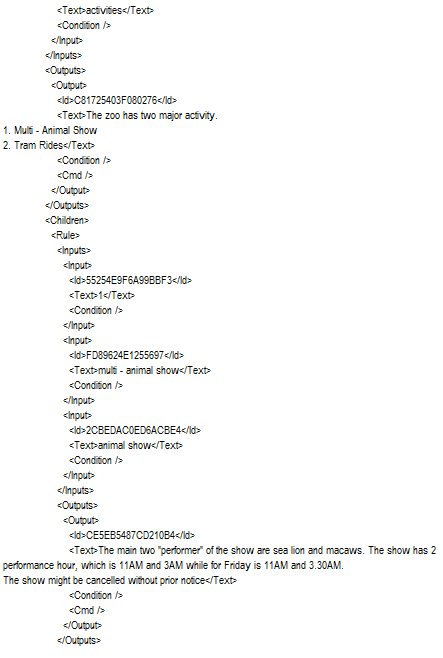 <Text>activities</Text>
<Condition />
</Input>
</Inputs>
<Outputs>
<Output>
<Id>C81725403F080276</Id>
<Text>The zoo has two major activity.
1. Multi - Animal Show
2. Tram Rides</Text>
<Condition />
<Cmd />
</Output>
</Outputs>
<Children>
<Rule>
<Inputs>
<Input>
<Id>55254E9F6A99BBF3</Id>
<Text>1</Text>
<Condition />
</Input>
<Input>
<Id>FD89624E1255697</Id>
<Text>multi - animal show</Text>
<Condition />
</Input>
<Input>
<Id>2CBEDAC0ED6ACBE4</Id>
<Text>animal show</Text>
<Condition />
</Input>
</Inputs>
<Outputs>
<Output>
<Id>CE5EB5487CD210B4</Id>
<Text>The main two "performer" of the show are sea lion and macaws. The show has 2
performance hour, which is 11AM and 3AM while for Friday is 11AM and 3.30AM.
The show might be cancelled without prior notice</Text>
<Condition />
<Cmd />
</Output>
</Outputs>